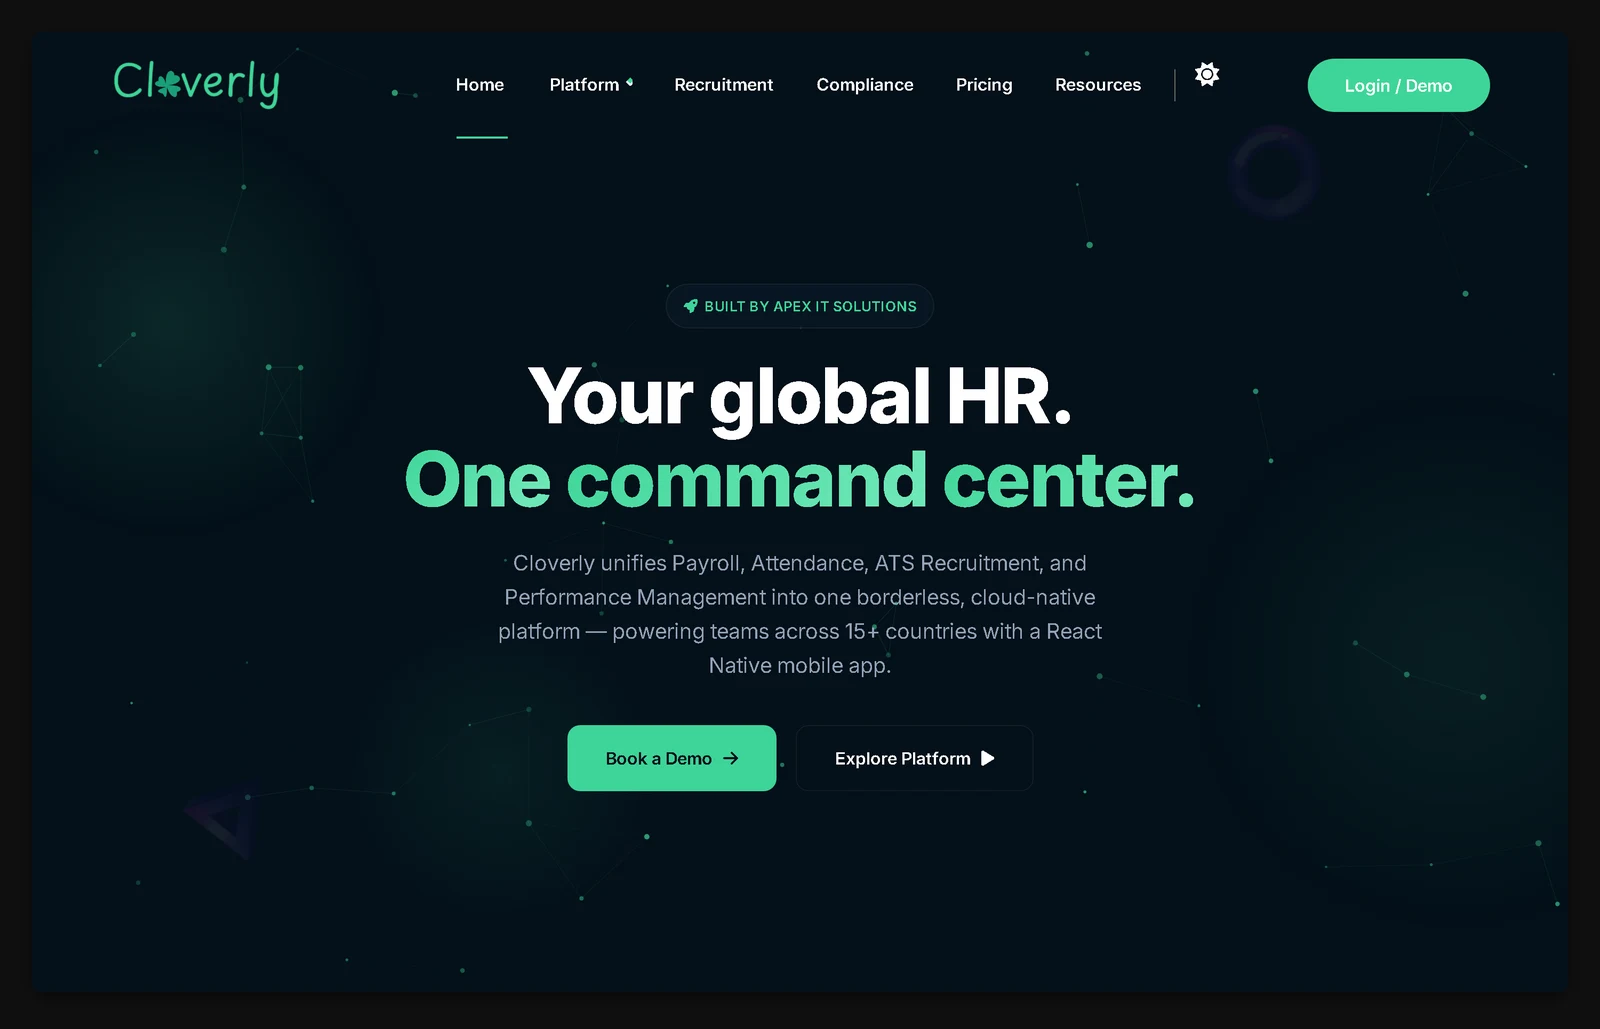 Cloverly
Home Platform Recruitment Compliance Pricing Resources Login / Demo
BUILT BY APEX IT SOLUTIONS
Your global HR.
One command center.
Cloverly unifies Payroll, Attendance, ATS Recruitment, and
Performance Management into one borderless, cloud-native
platform — powering teams across 15+ countries with a React
Native mobile app.
Book a Demo → Explore Platform